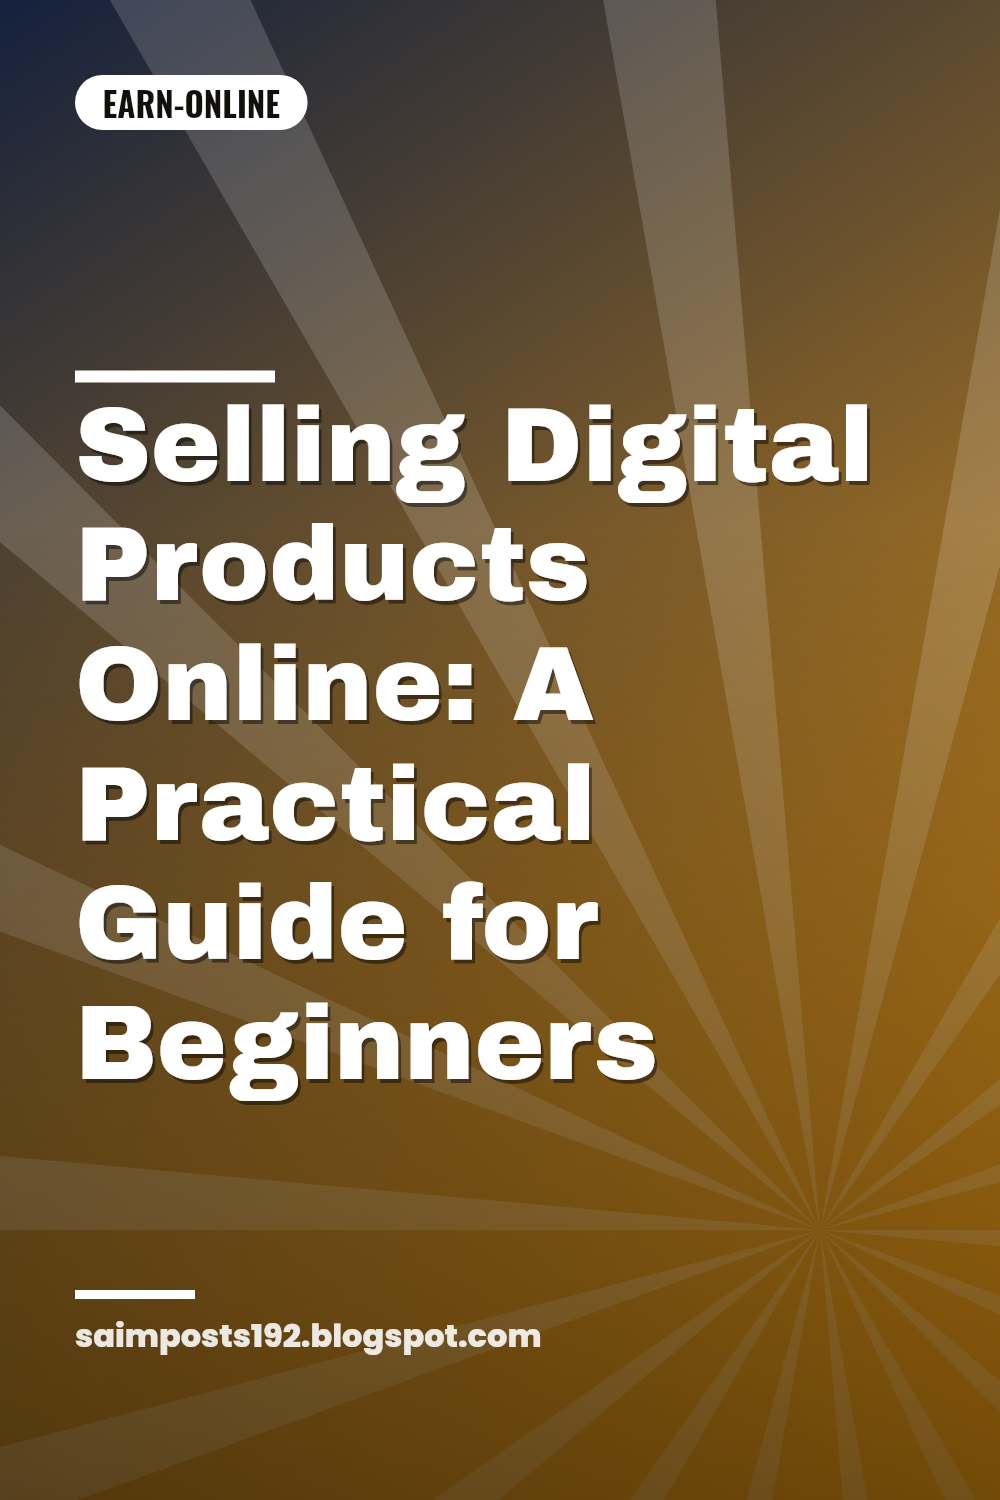 EARN-ONLINE
Selling Digital
Products
Online: A
Practical
Guide for
Beginners
saimposts192.blogspot.com